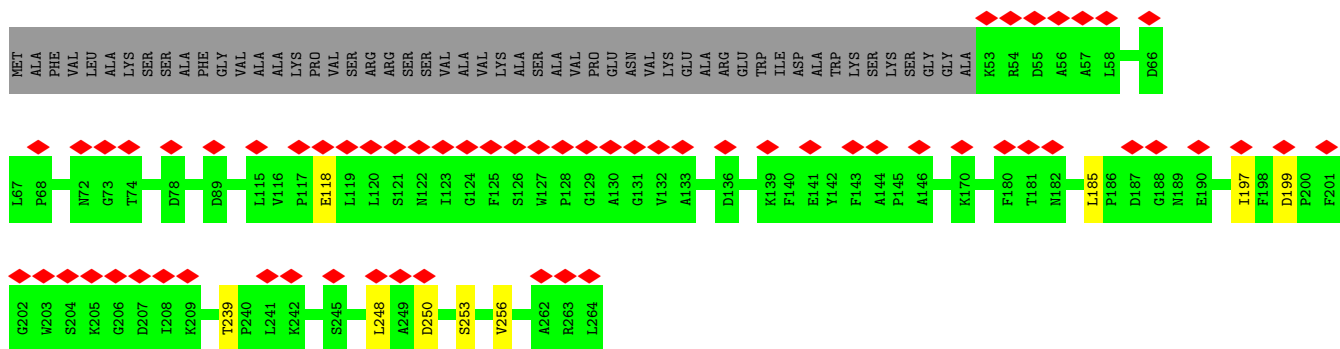 MET ALA PHE VAL LEU ALA LYS SER SER ALA PHE GLY VAL ALA ALA LYS PRO VAL SER ARG ARG SER SER VAL ALA VAL LYS ALA SER ALA VAL PRO GLU ASN VAL LYS GLU ALA ARG GLU TRP ILE ASP ALA TRP LYS SER LYS SER GLY GLY ALA K53 R54 D55 A56 A57 L58 D66
L67 P68 N72 G73 T74 D78 D89 L115 V116 P117 E118 L119 L120 S121 N122 I123 G124 F125 S126 W127 P128 G129 A130 G131 V132 A133 D136 K139 F140 E141 Y142 F143 A144 P145 A146 K170 F180 T181 N182 L185 P186 D187 G188 N189 E190 I197 F198 D199 P200 F201
G202 W203 S204 K205 G206 D207 I208 K209 T239 P240 L241 K242 S245 L248 A249 D250 S253 V256 A262 R263 L264